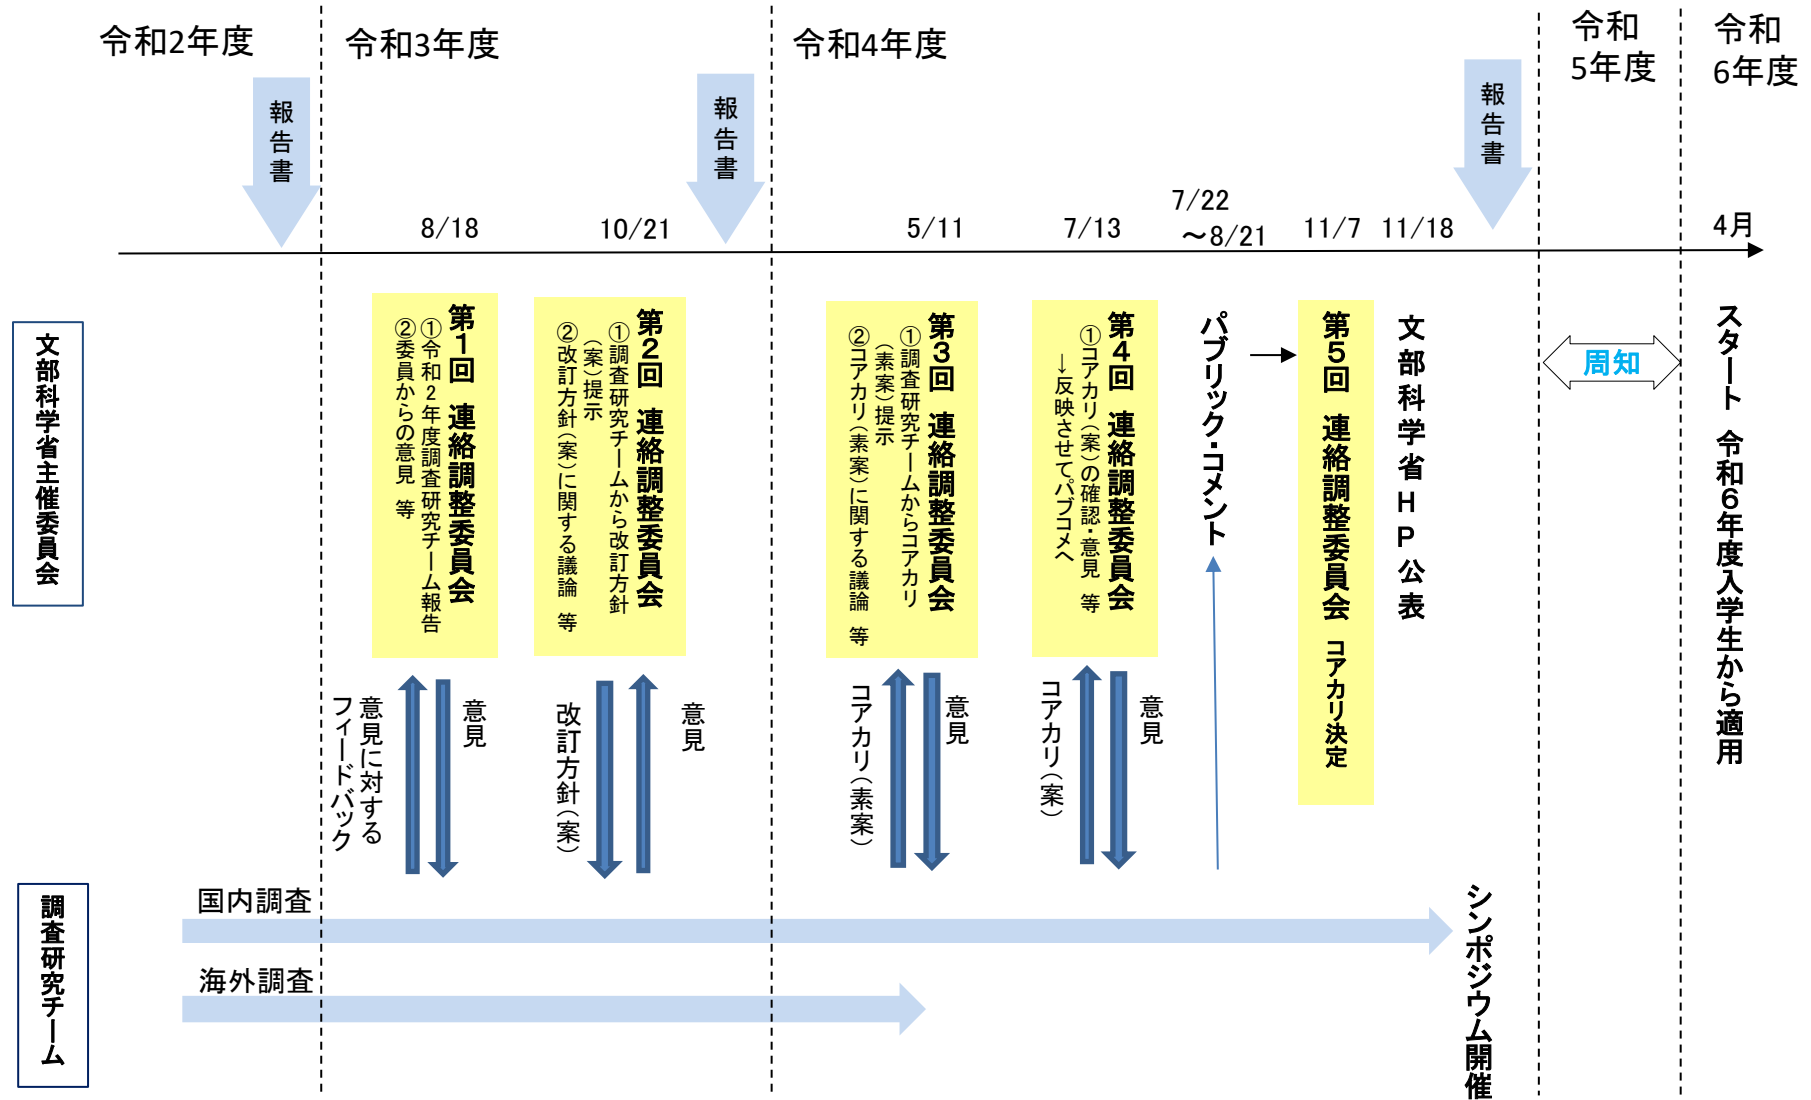 令和2年度
令和3年度
令和4年度
令和
5年度
令和
6年度
報告書
報告書
報告書
8/18
10/21
5/11
7/13
7/22
～8/21
11/7
11/18
4月
文部科学省主催委員会
第1回 連絡調整委員会
①令和2年度調査研究チーム報告
②委員からの意見 等
第2回 連絡調整委員会
①調査研究チームから改訂方針
（案）提示
②改訂方針（案）に関する議論 等
第3回 連絡調整委員会
①調査研究チームからコアカリ
（素案）提示
②コアカリ（素案）に関する議論 等
第4回 連絡調整委員会
①コアカリ（案）の確認・意見 等
→反映させてパブコメへ
パブリック・コメント
第5回 連絡調整委員会 コアカリ決定
文部科学省HP公表
周知
スタート 令和6年度入学生から適用
意見に対する
フィードバック
意見
改訂方針（案）
意見
コアカリ（素案）
意見
コアカリ（案）
意見
調査研究チーム
国内調査
海外調査
シンポジウム開催